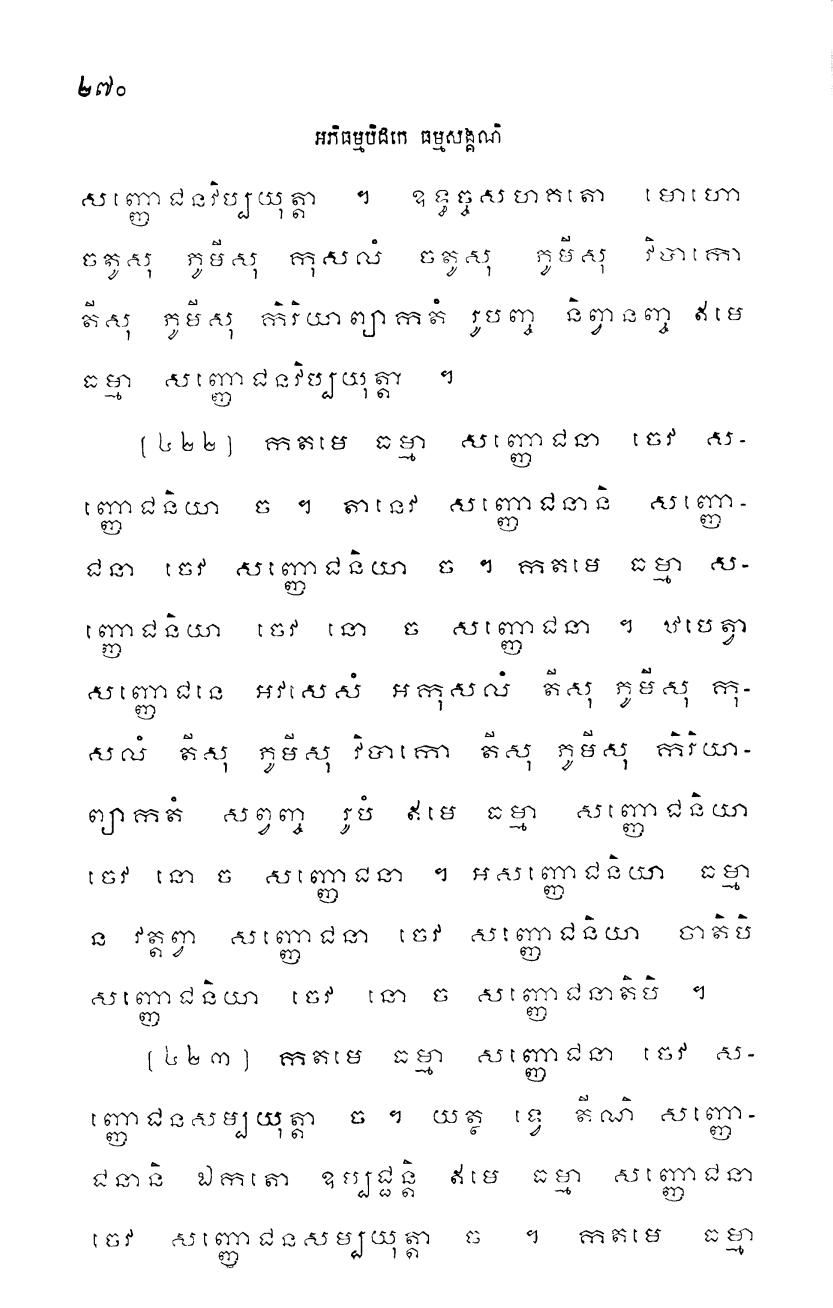 ២៧០
អភិធម្មបិដកេ ធម្មសង្គណិ
សញ្ញោជនវិប្បយុត្តា ។ ឧទ្ធច្ចសហគតោ មោហោ
ចតូសុ ភូមីសុ កុសលំ ចតូសុ ភូមីសុ វិបាកោ
តីសុ ភូមីសុ កិរិយាព្យាកតំ រូបញ្ច និព្វានញ្ច ឥមេ
ធម្មា សញ្ញោជនវិប្បយុត្តា ។
[៤២២] កតមេ ធម្មា សញ្ញោជនា ចេវ ស-
ញ្ញោជនិយា ច ។ តានេវ សញ្ញោជនានិ សញ្ញោ-
ជនា ចេវ សញ្ញោជនិយា ច ។ កតមេ ធម្មា ស-
ញ្ញោជនិយា ចេវ នោ ច សញ្ញោជនា ។ ឋបេត្វា
សញ្ញោជនេ អវសេសំ អកុសលំ តីសុ ភូមីសុ កុ-
សលំ តីសុ ភូមីសុ វិបាកោ តីសុ ភូមីសុ កិរិយា-
ព្យាកតំ សព្វញ្ច រូបំ ឥមេ ធម្មា សញ្ញោជនិយា
ចេវ នោ ច សញ្ញោជនា ។ អសញ្ញោជនិយា ធម្មា
ន វត្តព្វា សញ្ញោជនា ចេវ សញ្ញោជនិយា ចាតិបិ
សញ្ញោជនិយា ចេវ នោ ច សញ្ញោជនាតិបិ ។
[៤២៣] កតមេ ធម្មា សញ្ញោជនា ចេវ ស-
ញ្ញោជនសម្បយុត្តា ច ។ យត្ថ ទ្វេ តីណិ សញ្ញោ-
ជនានិ ឯកតោ ឧប្បជ្ជន្តិ ឥមេ ធម្មា សញ្ញោជនា
ចេវ សញ្ញោជនសម្បយុត្តា ច ។ កតមេ ធម្មា